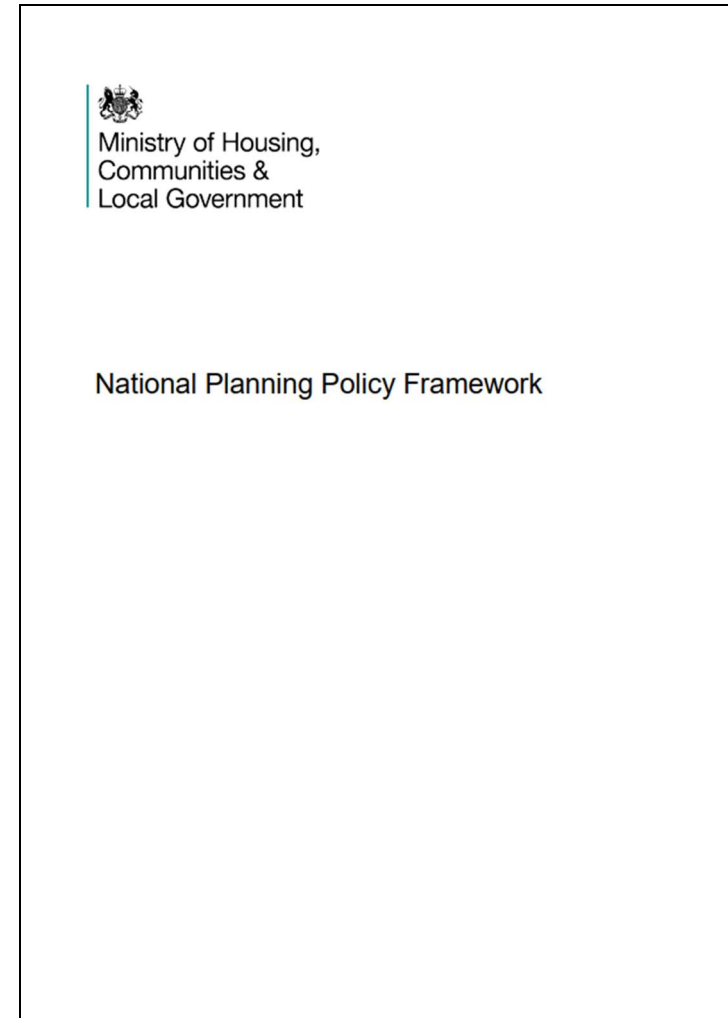 Ministry of Housing,
Communities &
Local Government
National Planning Policy Framework